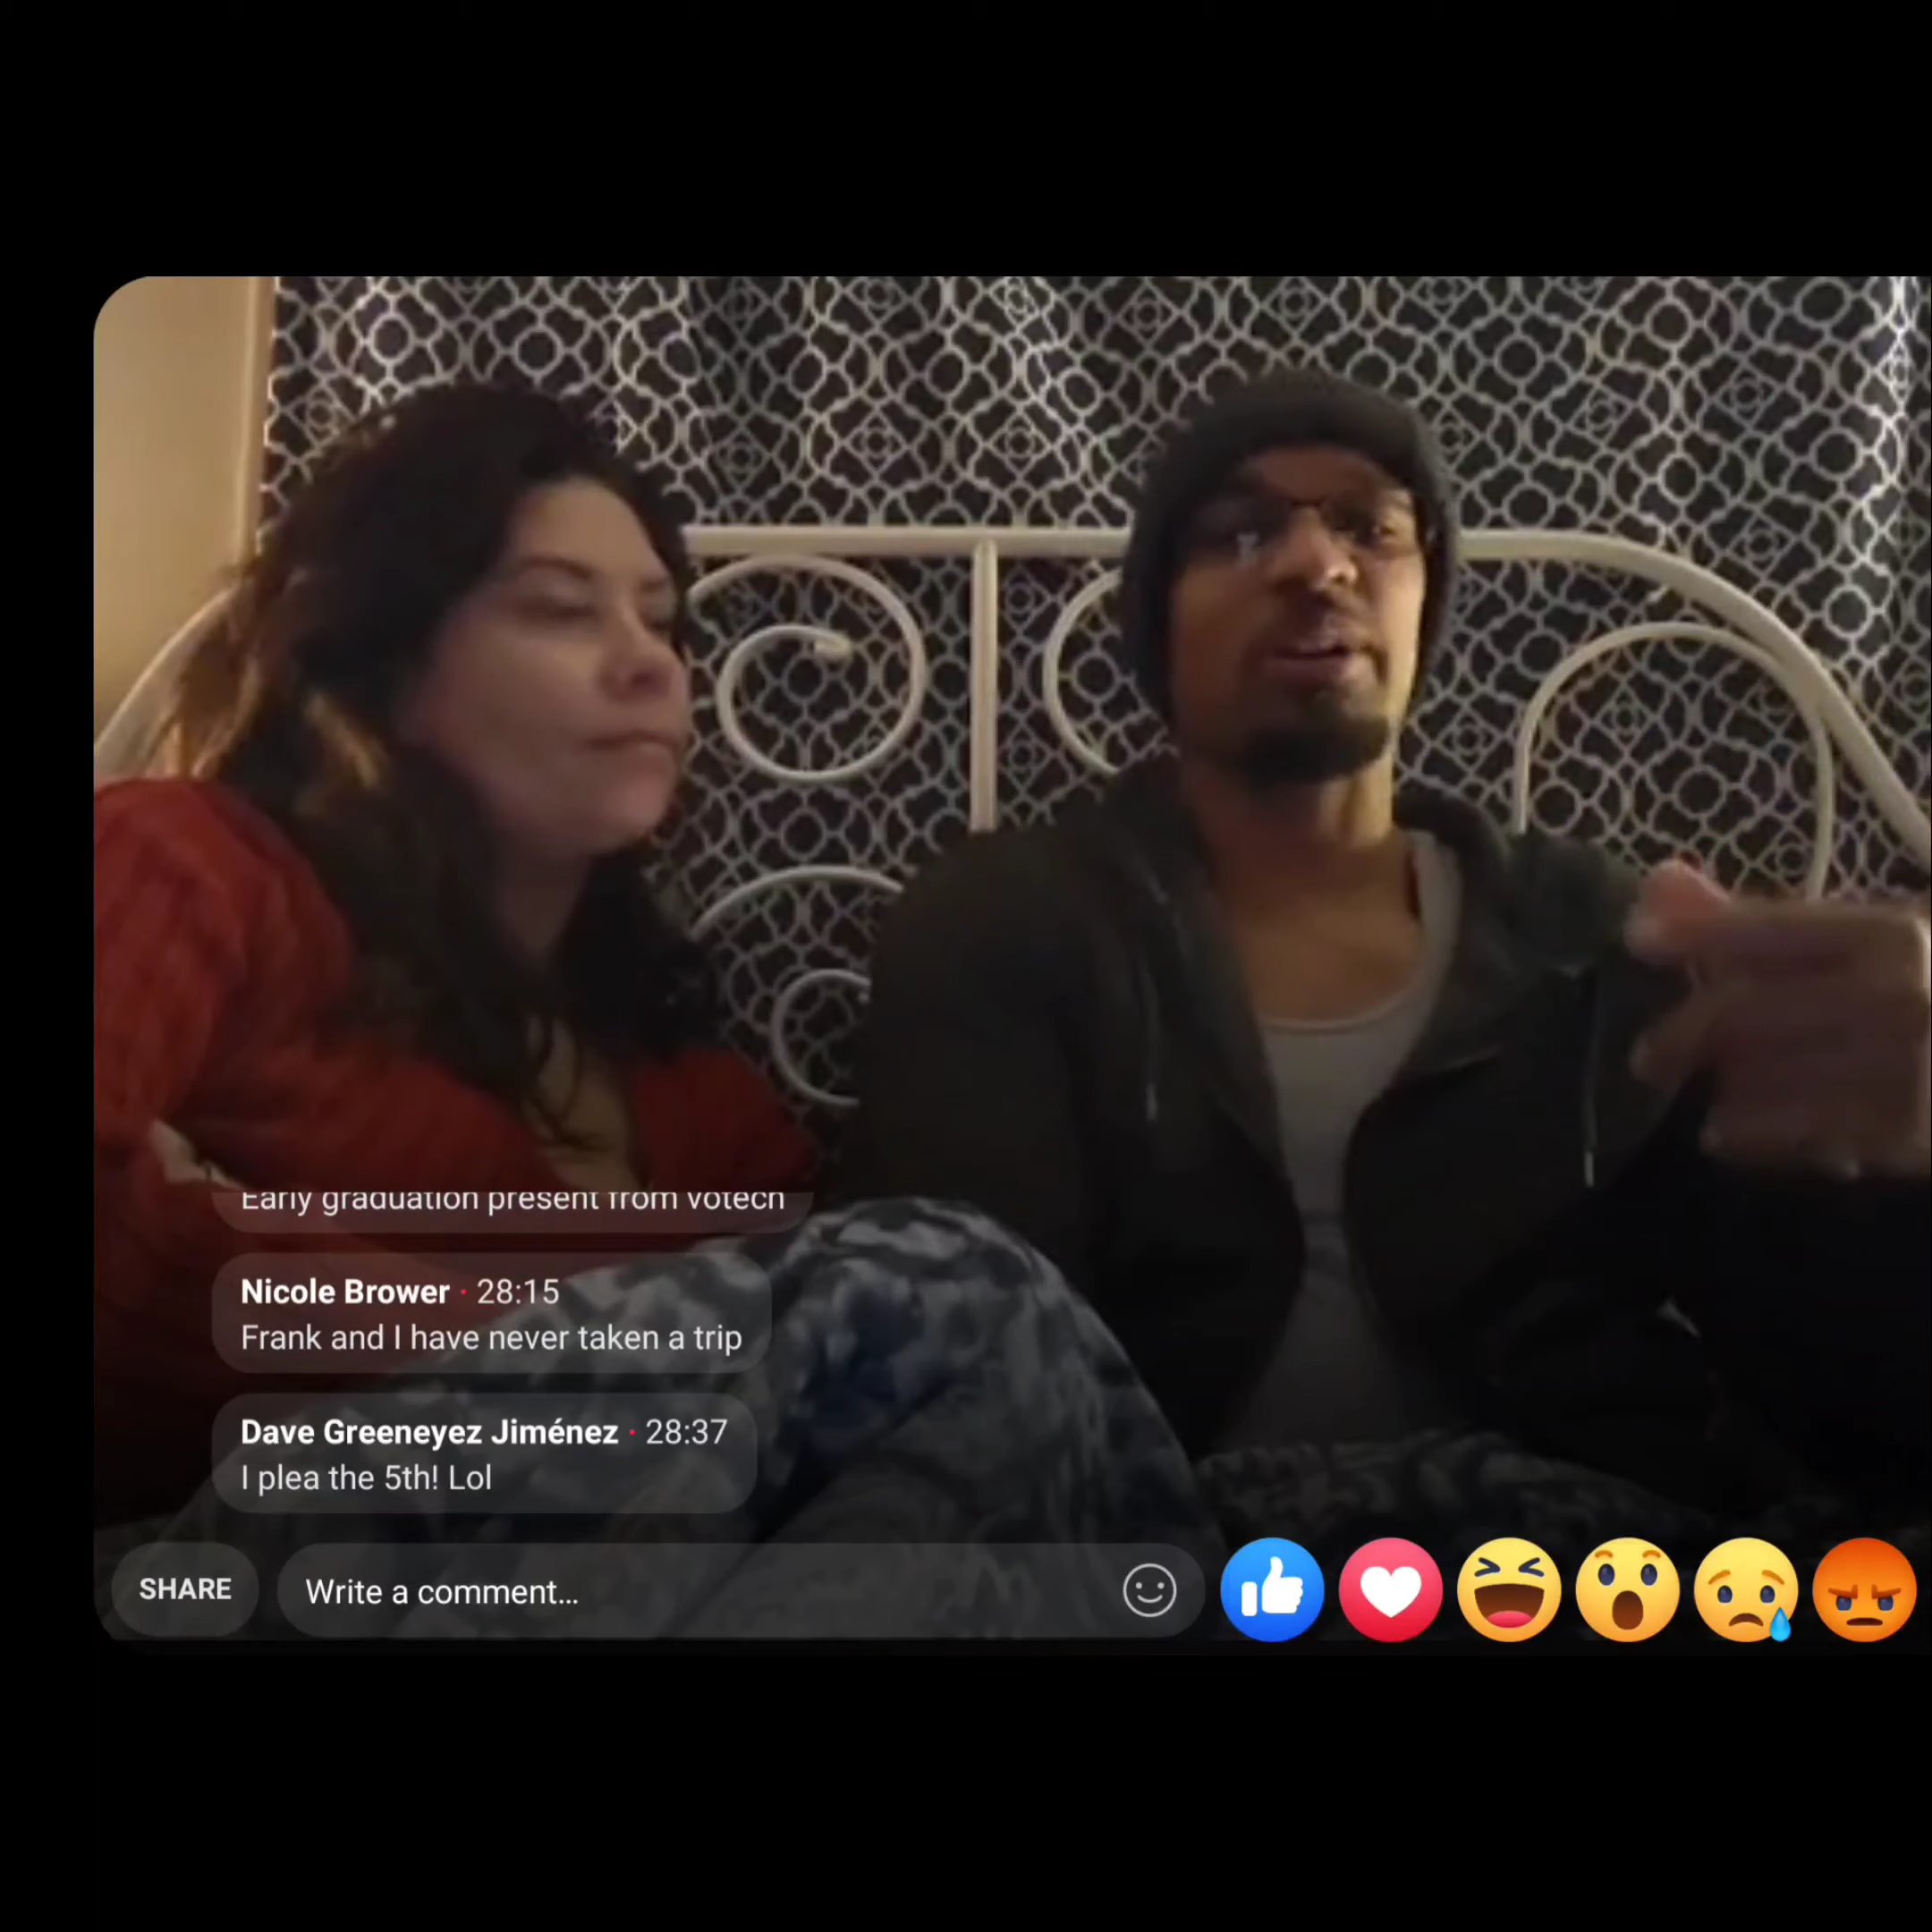 Early graduation present from votech
Nicole Brower · 28:15
Frank and I have never taken a trip
Dave Greeneyez Jiménez · 28:37
I plea the 5th! Lol
SHARE
Write a comment...